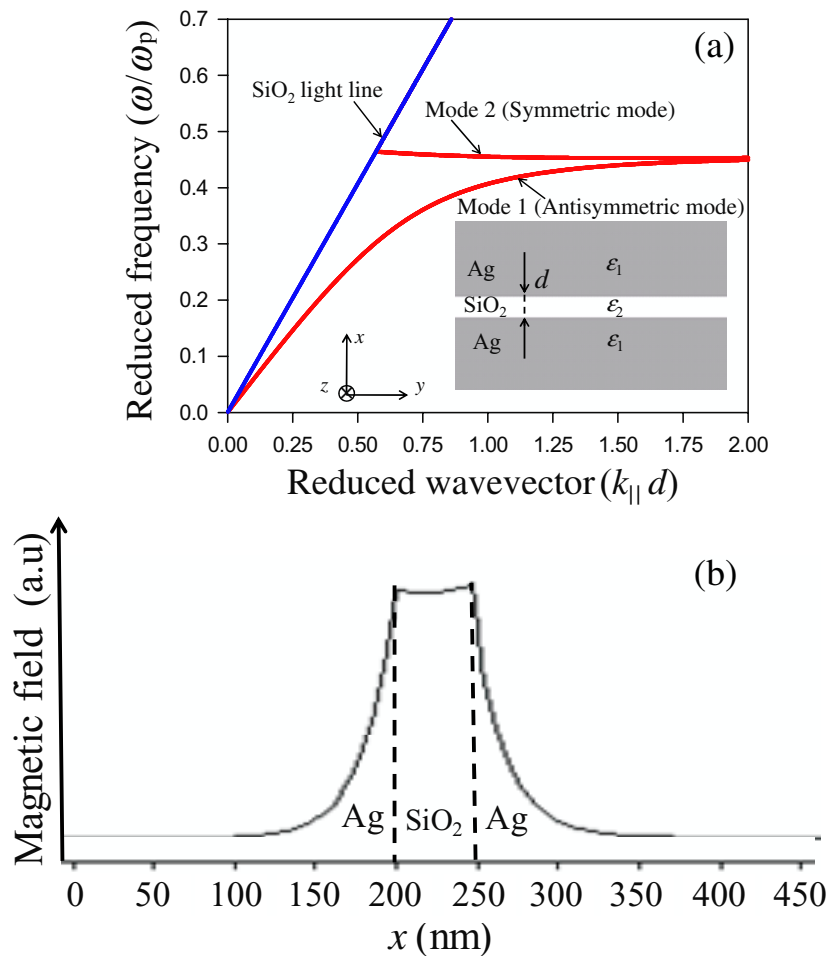 (a)
Reduced frequency (ω/ωp)
0.7
0.6
0.5
0.4
0.3
0.2
0.1
0.0
SiO₂ light line
Mode 2 (Symmetric mode)
Mode 1 (Antisymmetric mode)
Ag
d
ε₁
SiO₂
ε₂
Ag
ε₁
x
z
y
0.00 0.25 0.50 0.75 1.00 1.25 1.50 1.75 2.00
Reduced wavevector (k|| d)
(b)
Magnetic field (a.u)
Ag SiO₂ Ag
0 50 100 150 200 250 300 350 400 450
x (nm)